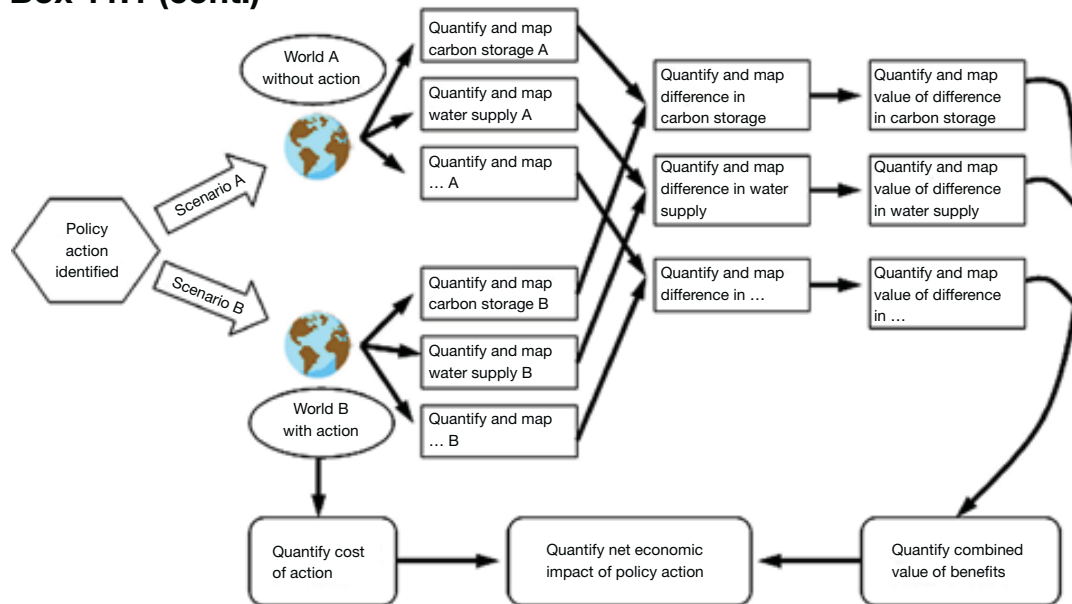 Box (cont.)
World A
without action
Quantify and map
carbon storage A
Quantify and map
water supply A
Quantify and map
... A
Quantify and map
difference in
carbon storage
Quantify and map
value of difference
in carbon storage
Quantify and map
difference in water
supply
Quantify and map
value of difference
in water supply
Scenario A
Policy
action
identified
Scenario B
Quantify and map
difference in ...
Quantify and map
value of difference
in ...
Quantify and map
carbon storage B
Quantify and map
water supply B
Quantify and map
... B
World B
with action
Quantify cost
of action
Quantify net economic
impact of policy action
Quantify combined
value of benefits